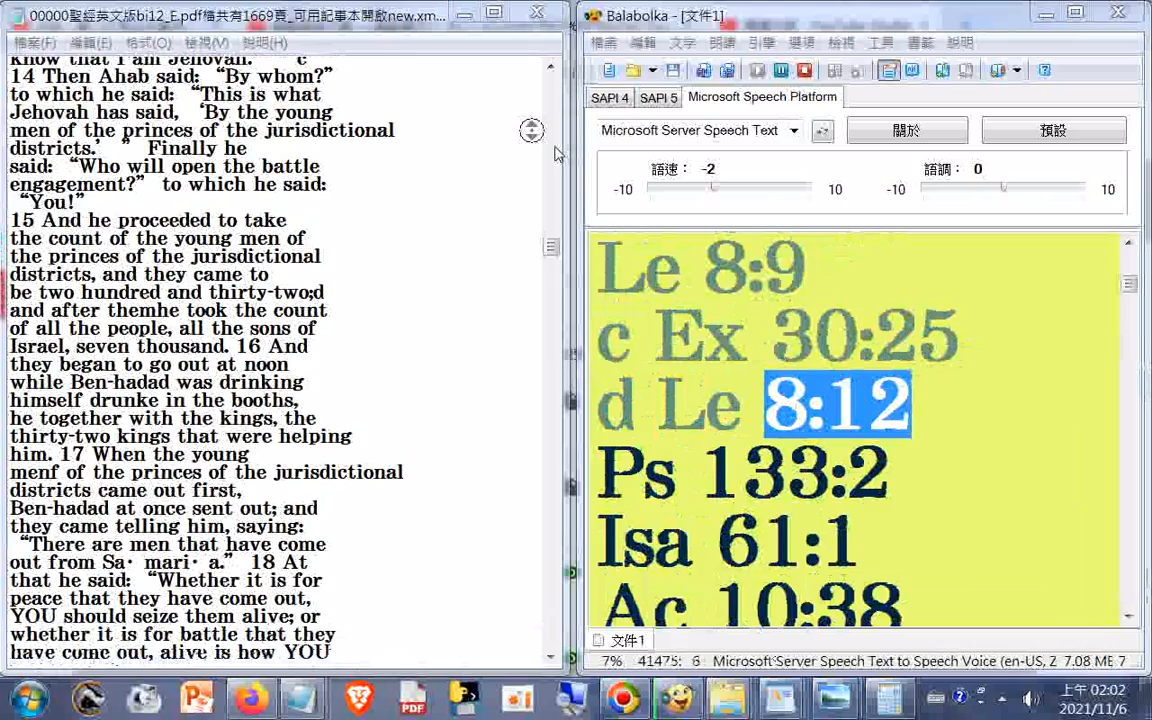 00000聖經英文版bi12_E.pdf檔共有1669頁_可用記事本開啟new.xm...
檔案(F) 編輯(E) 格式(O) 檢視(V) 說明(H)
know that I am Jehovah.” c
14 Then Ahab said: “By whom?”
to which he said: “This is what
Jehovah has said, ‘By the young
men of the princes of the jurisdictional
districts.’ ” Finally he
said: “Who will open the battle
engagement?” to which he said:
“You!”
15 And he proceeded to take
the count of the young men of
the princes of the jurisdictional
districts, and they came to
be two hundred and thirty-two;d
and after themhe took the count
of all the people, all the sons of
Israel, seven thousand. 16 And
they began to go out at noon
while Ben-hadad was drinking
himself drunke in the booths,
he together with the kings, the
thirty-two kings that were helping
him. 17 When the young
menf of the princes of the jurisdictional
districts came out first,
Ben-hadad at once sent out; and
they came telling him, saying:
“There are men that have come
out from Sa· mari· a.” 18 At
that he said: “Whether it is for
peace that they have come out,
YOU should seize them alive; or
whether it is for battle that they
have come out, alive is how YOU
Balabolka - [文件1]
檔案 編輯 文字 朗讀 引擎 選項 檢視 工具 書籤 說明
SAPI 4 SAPI 5 Microsoft Speech Platform
Microsoft Server Speech Text 關於 預設
語速： -2 語調： 0
-10 10 -10 10
Le 8:9
c Ex 30:25
d Le 8:12
Ps 133:2
Isa 61:1
Ac 10:38
文件1
7% 41475: 6 Microsoft Server Speech Text to Speech Voice (en-US, Z 7.08 ME 7
PDF
上午 02:02
2021/11/6